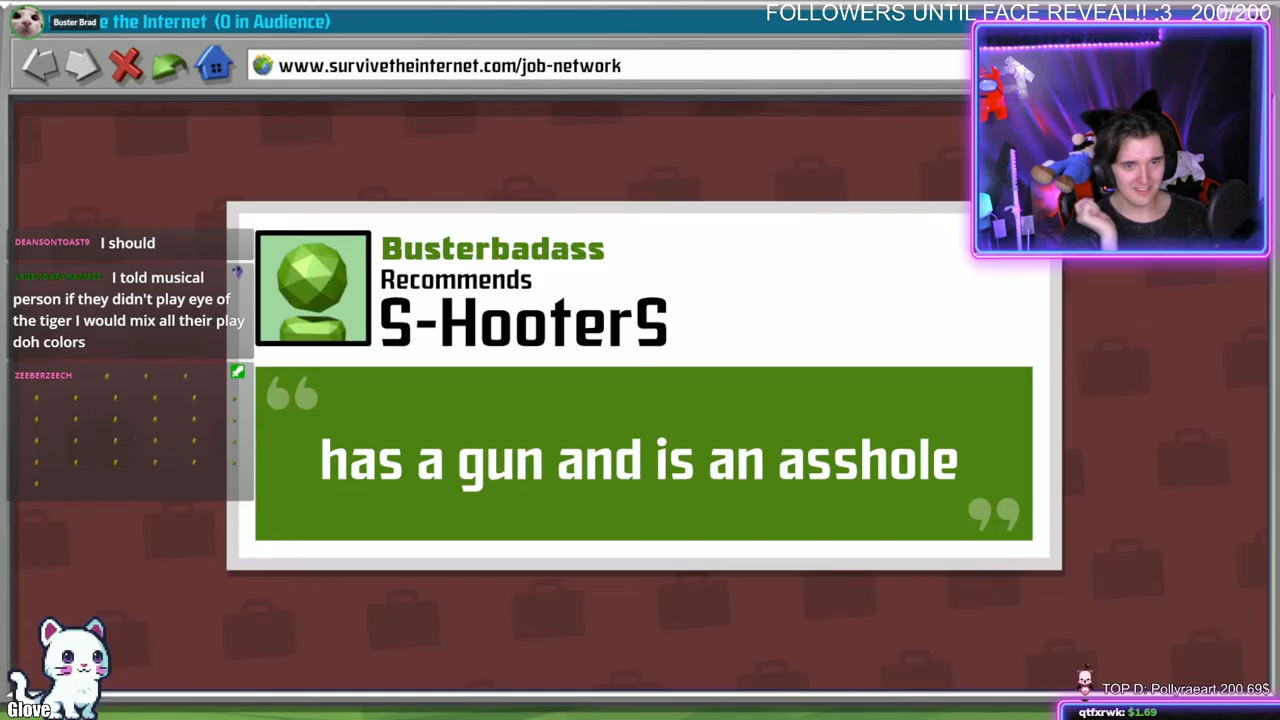 FOLLOWERS UNTIL FACE REVEAL!! :3 200/200
Buster Brad
e the Internet (0 in Audience)
www.survivetheinternet.com/job-network
DEANSONTOAST9 I should
I told musical
person if they didn't play eye of
the tiger I would mix all their play
doh colors
ZEEBERZEECH
Busterbadass
Recommends
S-HooterS
“
has a gun and is an asshole
”
Glove
TOP D: Pollyraeart 200.69$
qtfxrwk: $1.69